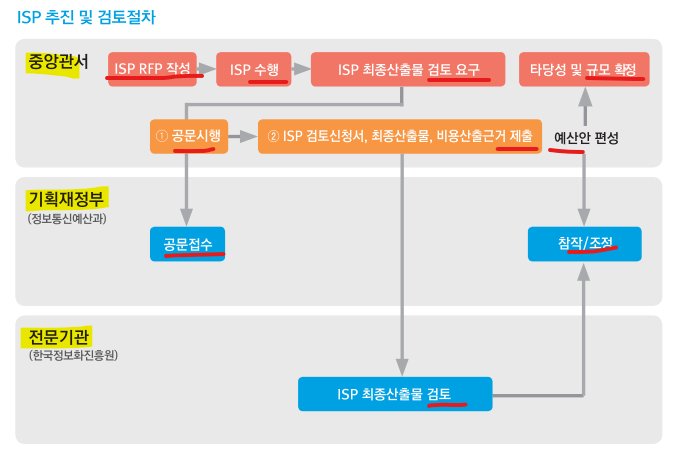 ISP 추진 및 검토절차
중앙관서
ISP RFP 작성
ISP 수행
ISP 최종산출물 검토 요구
타당성 및 규모 확정
① 공문시행
② ISP 검토신청서, 최종산출물, 비용산출근거 제출
예산안 편성
기획재정부
(정보통신예산과)
공문접수
참작/조정
전문기관
(한국정보화진흥원)
ISP 최종산출물 검토